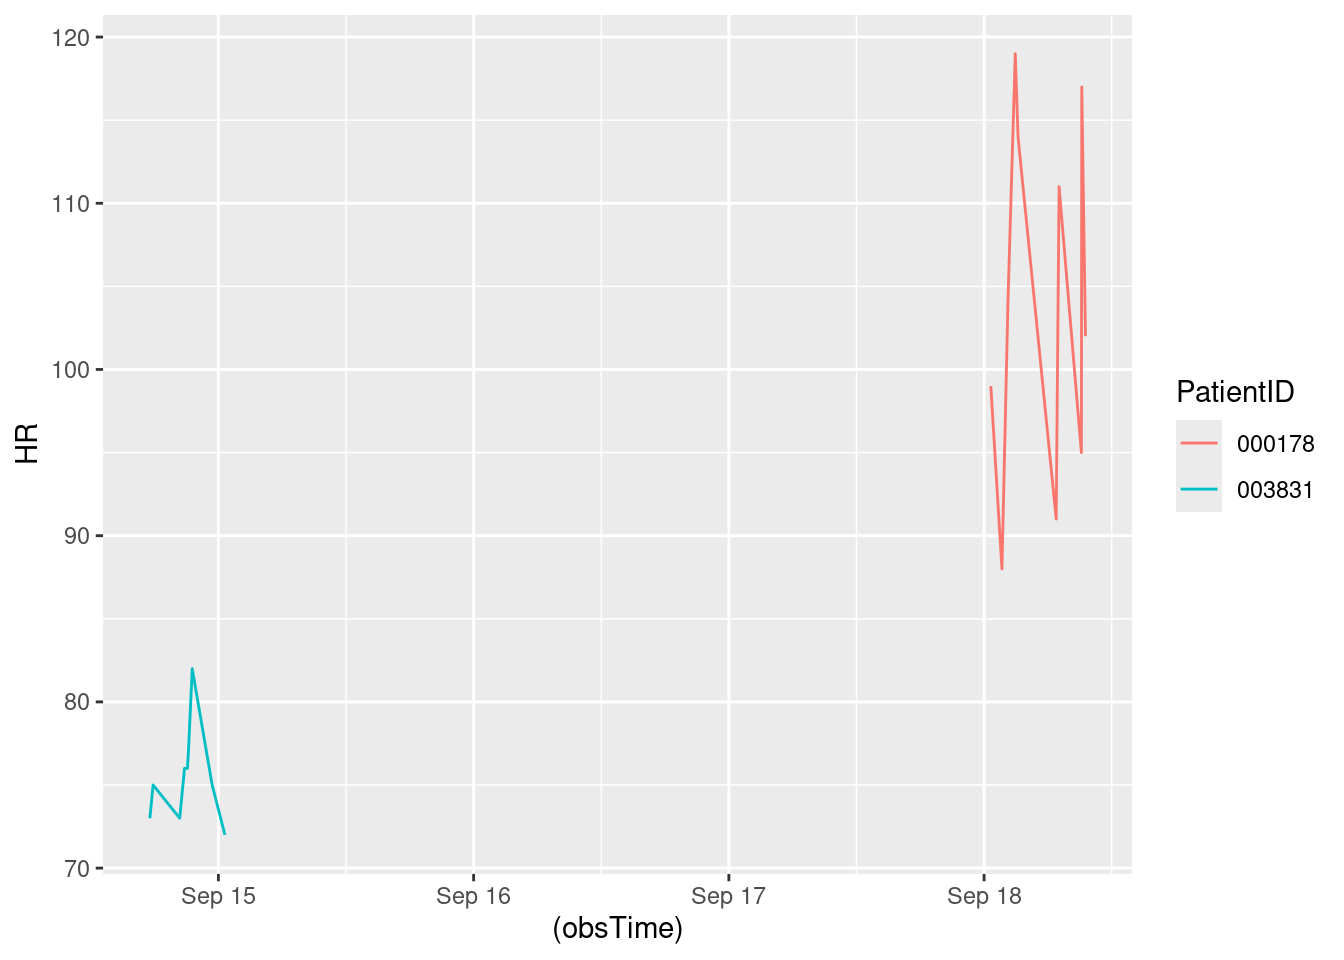 120
110
100
90
80
70
HR
Sep 15
Sep 16
Sep 17
Sep 18
(obsTime)
PatientID
000178
003831